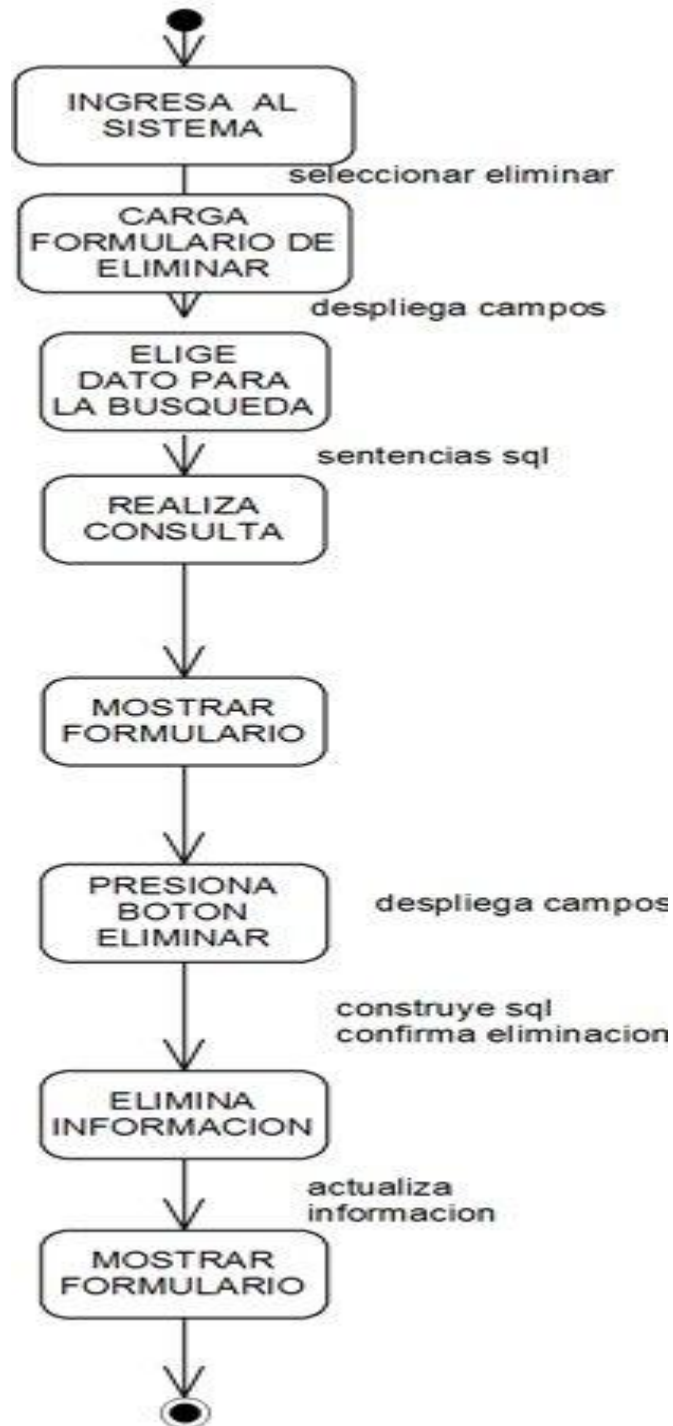 INGRESA AL
SISTEMA
seleccionar eliminar
CARGA
FORMULARIO DE
ELIMINAR
despliega campos
ELIGE
DATO PARA
LA BUSQUEDA
sentencias sql
REALIZA
CONSULTA
MOSTRAR
FORMULARIO
PRESIONA
BOTON
ELIMINAR
despliega campos
construye sql
confirma eliminacion
ELIMINA
INFORMACION
actualiza
informacion
MOSTRAR
FORMULARIO